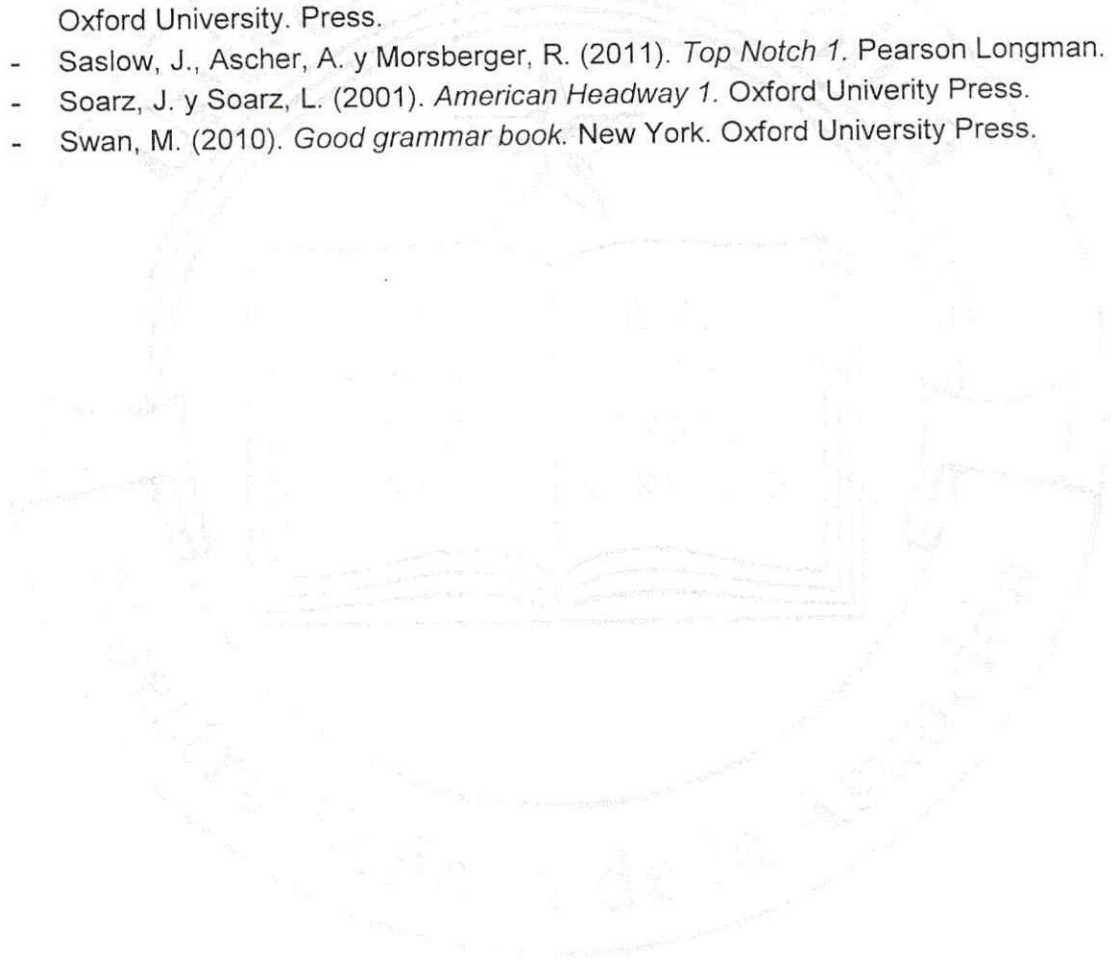 Oxford University. Press.
- Saslow, J., Ascher, A. y Morsberger, R. (2011). Top Notch 1. Pearson Longman.
- Soarz, J. y Soarz, L. (2001). American Headway 1. Oxford Univerity Press.
- Swan, M. (2010). Good grammar book. New York. Oxford University Press.